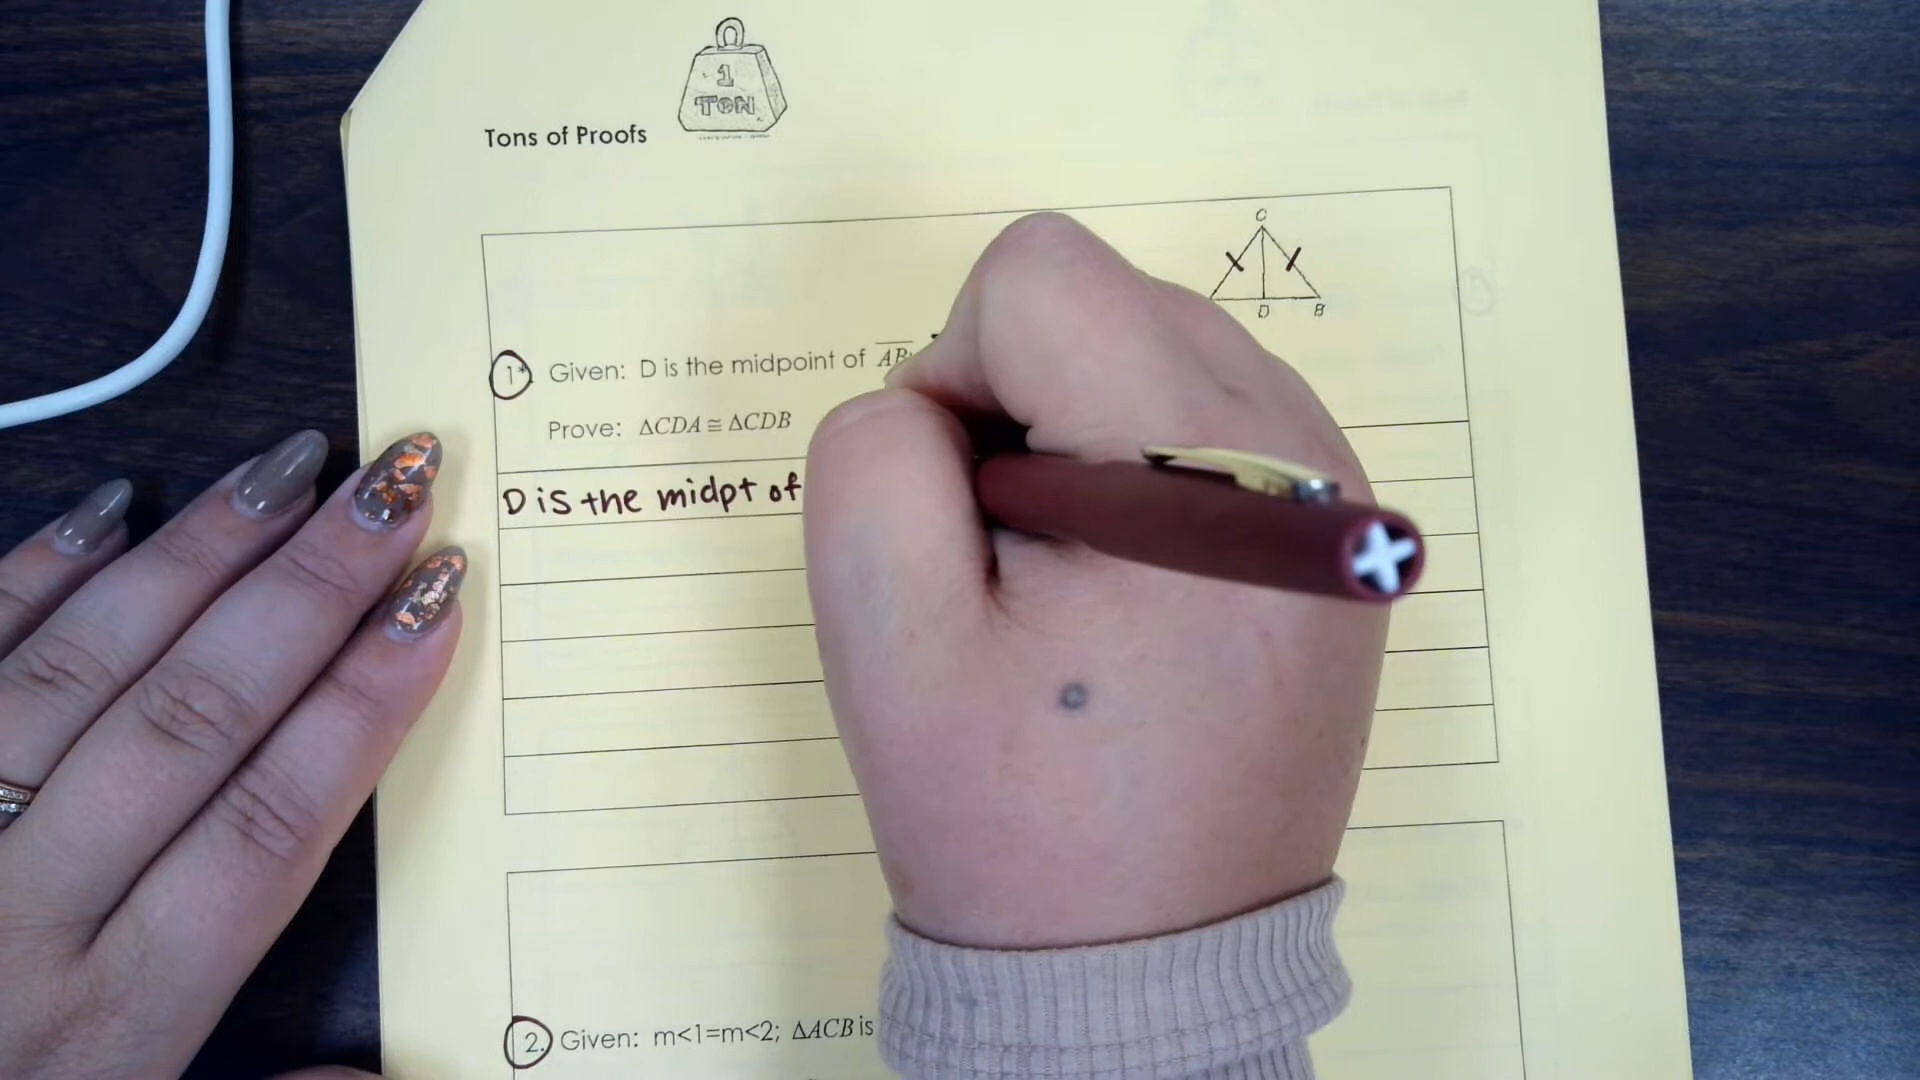 1
TON
Tons of Proofs
C
D B
1* Given: D is the midpoint of AB
Prove: ΔCDA ≅ ΔCDB
D is the midpt of
2. Given: m<1=m<2; ΔACB is